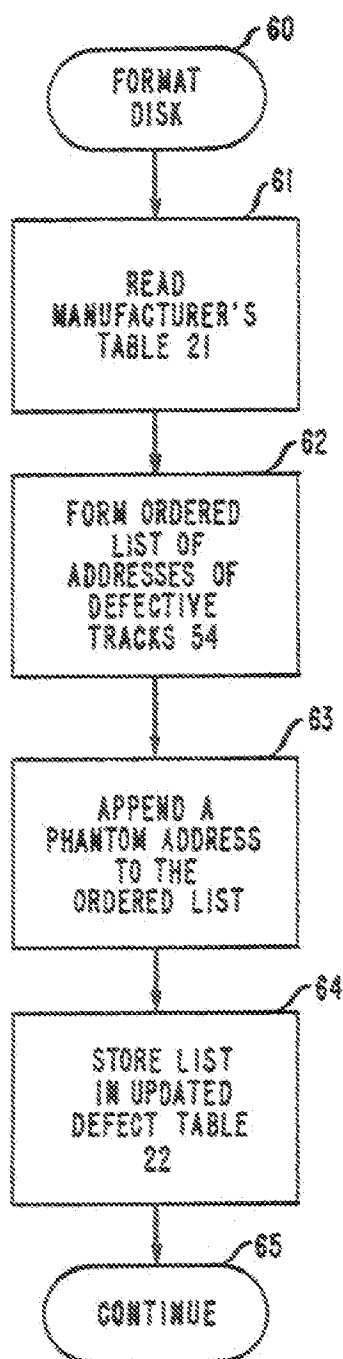 60
FORMAT
DISK
61
READ
MANUFACTURER'S
TABLE 21
62
FORM ORDERED
LIST OF
ADDRESSES OF
DEFECTIVE
TRACKS 54
63
APPEND A
PHANTOM ADDRESS
TO THE
ORDERED LIST
64
STORE LIST
IN UPDATED
DEFECT TABLE
22
65
CONTINUE